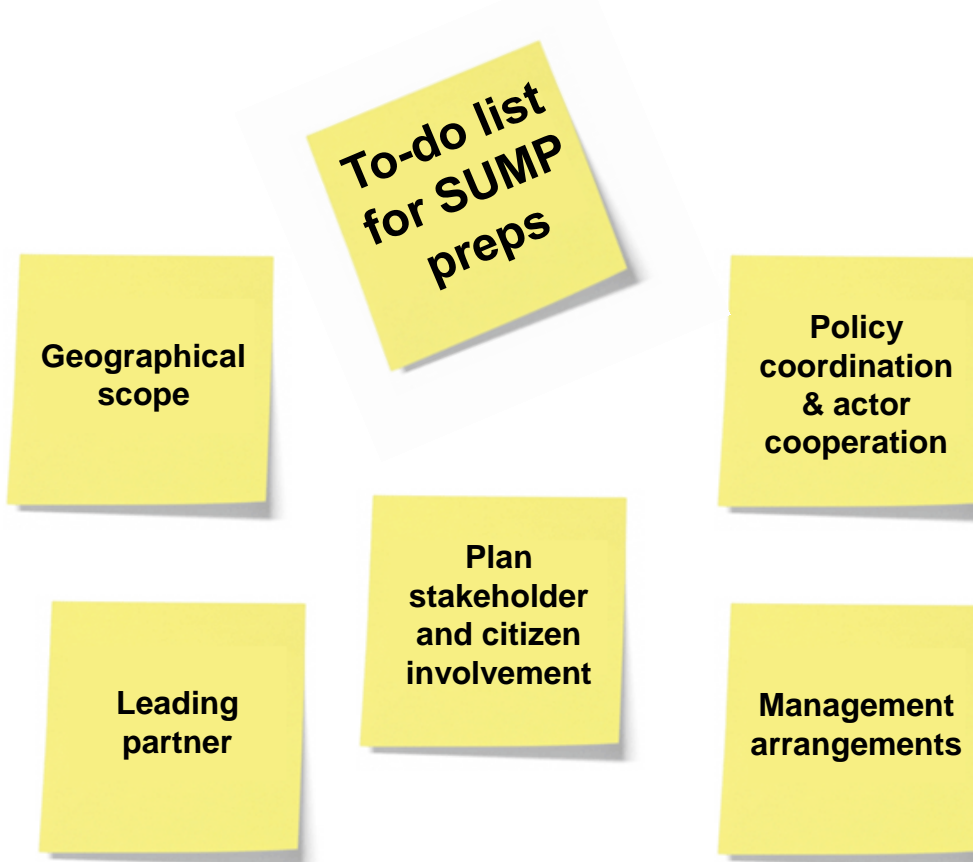 To-do list
for SUMP
preps
Geographical
scope
Policy
coordination
& actor
cooperation
Plan
stakeholder
and citizen
involvement
Leading
partner
Management
arrangements